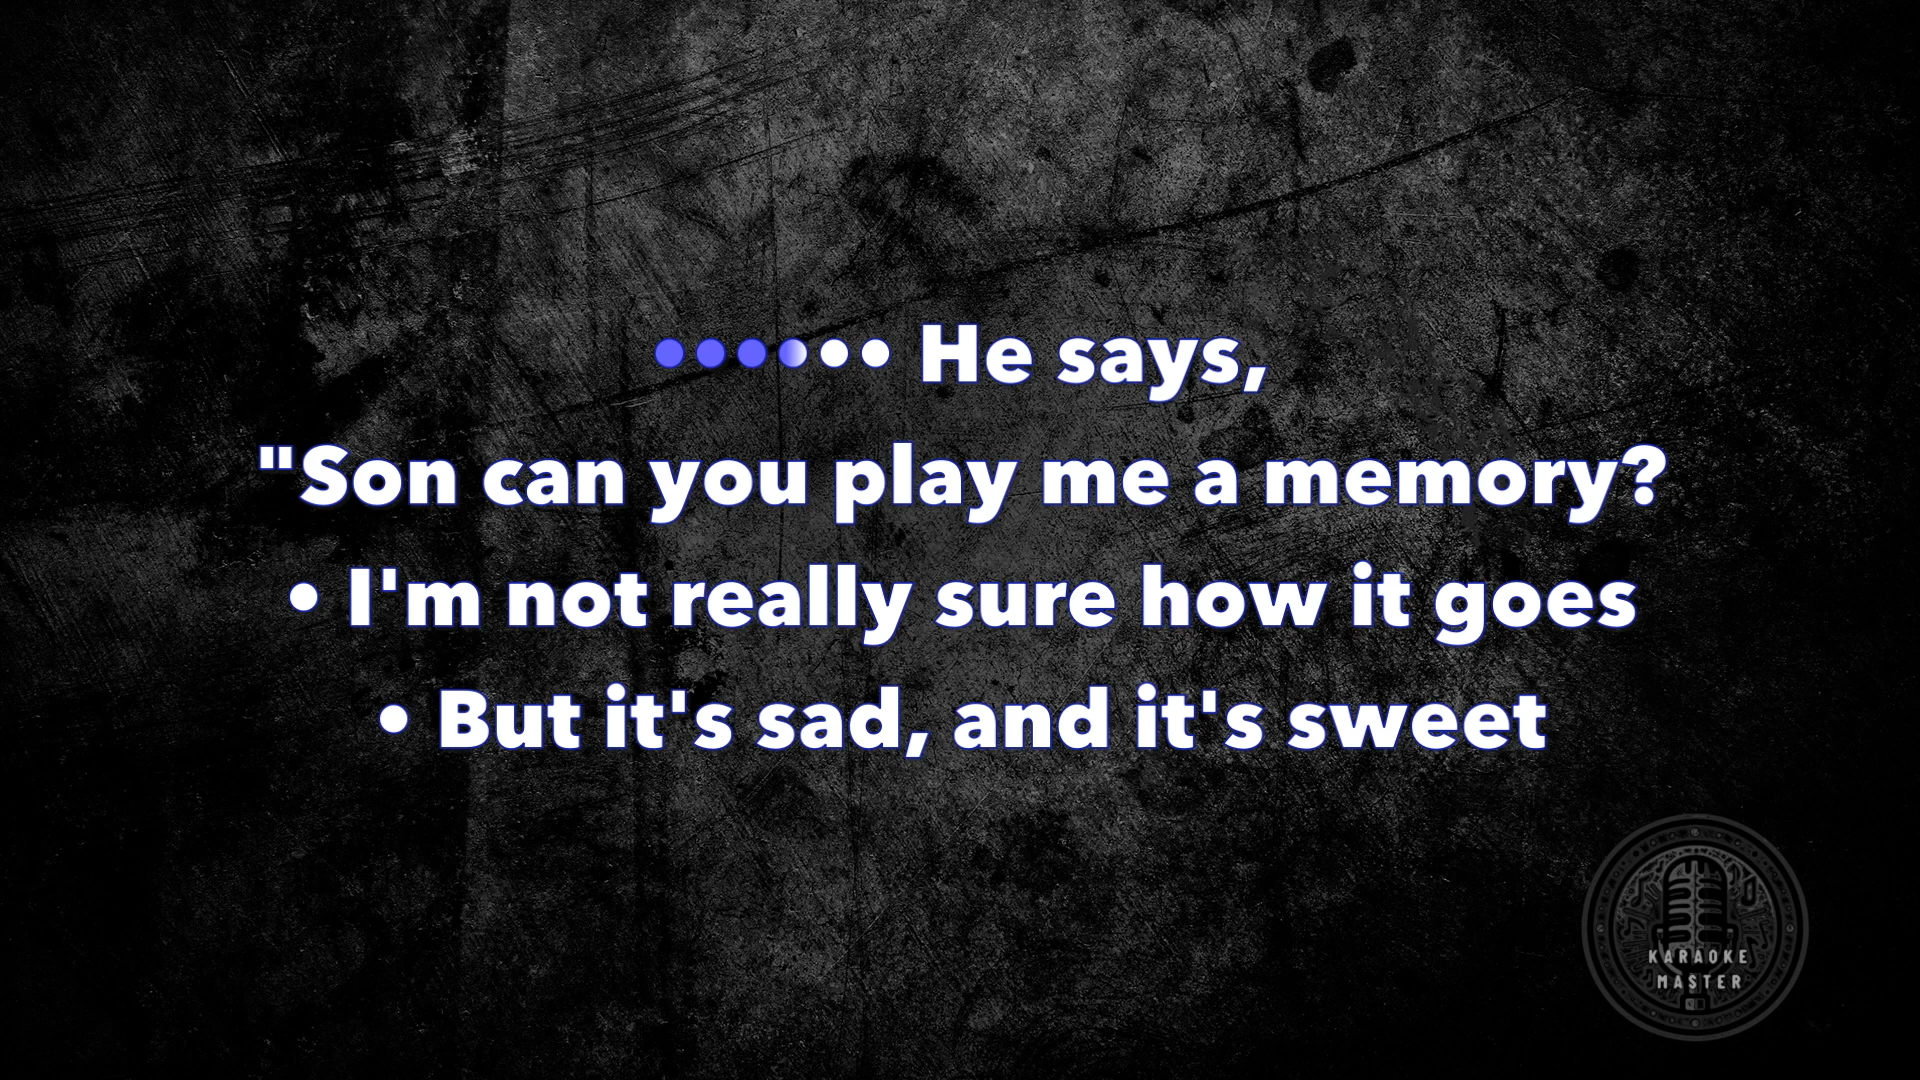 •••••• He says,
"Son can you play me a memory?
• I'm not really sure how it goes
• But it's sad, and it's sweet
KARAOKE
MASTER